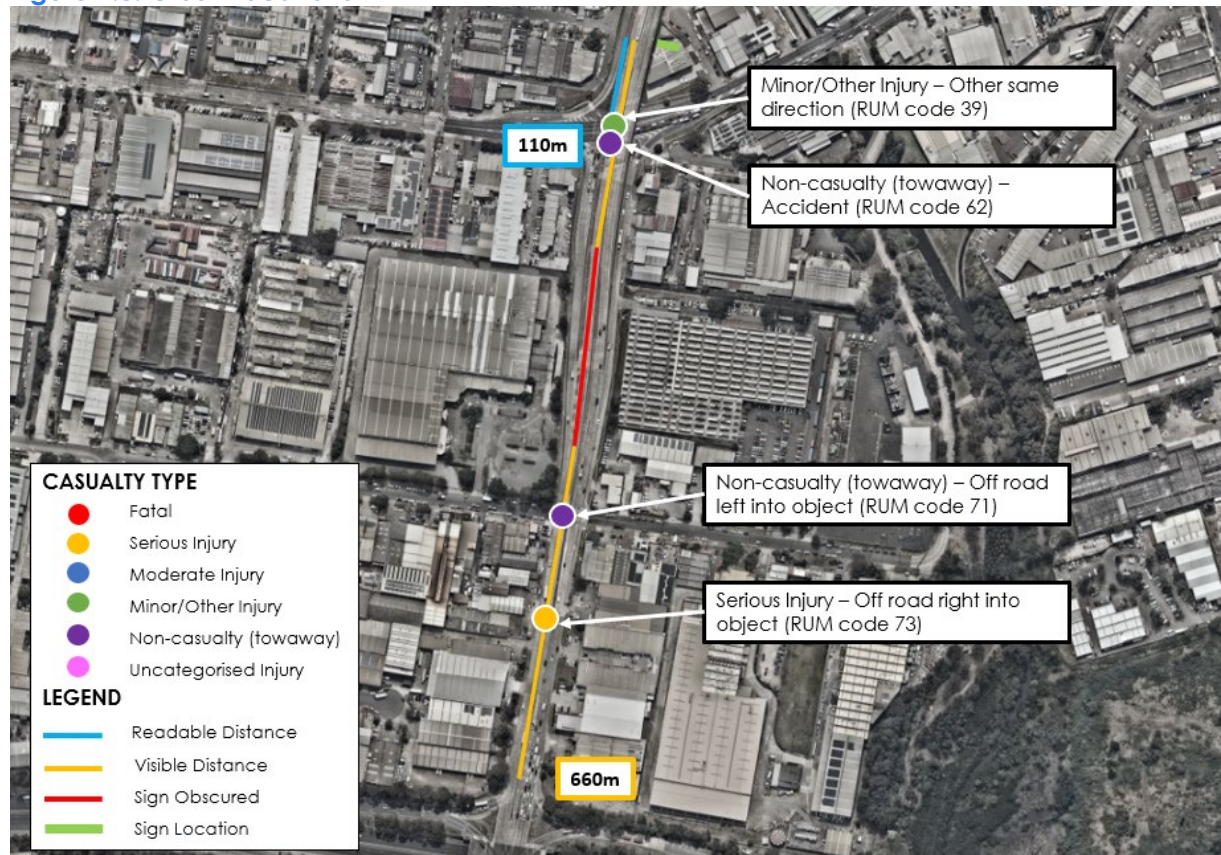 Minor/Other Injury – Other same
direction (RUM code 39)
110m
Non-casualty (towaway) –
Accident (RUM code 62)
Non-casualty (towaway) – Off road
left into object (RUM code 71)
Serious Injury – Off road right into
object (RUM code 73)
660m
CASUALTY TYPE
Fatal
Serious Injury
Moderate Injury
Minor/Other Injury
Non-casualty (towaway)
Uncategorised Injury
LEGEND
Readable Distance
Visible Distance
Sign Obscured
Sign Location